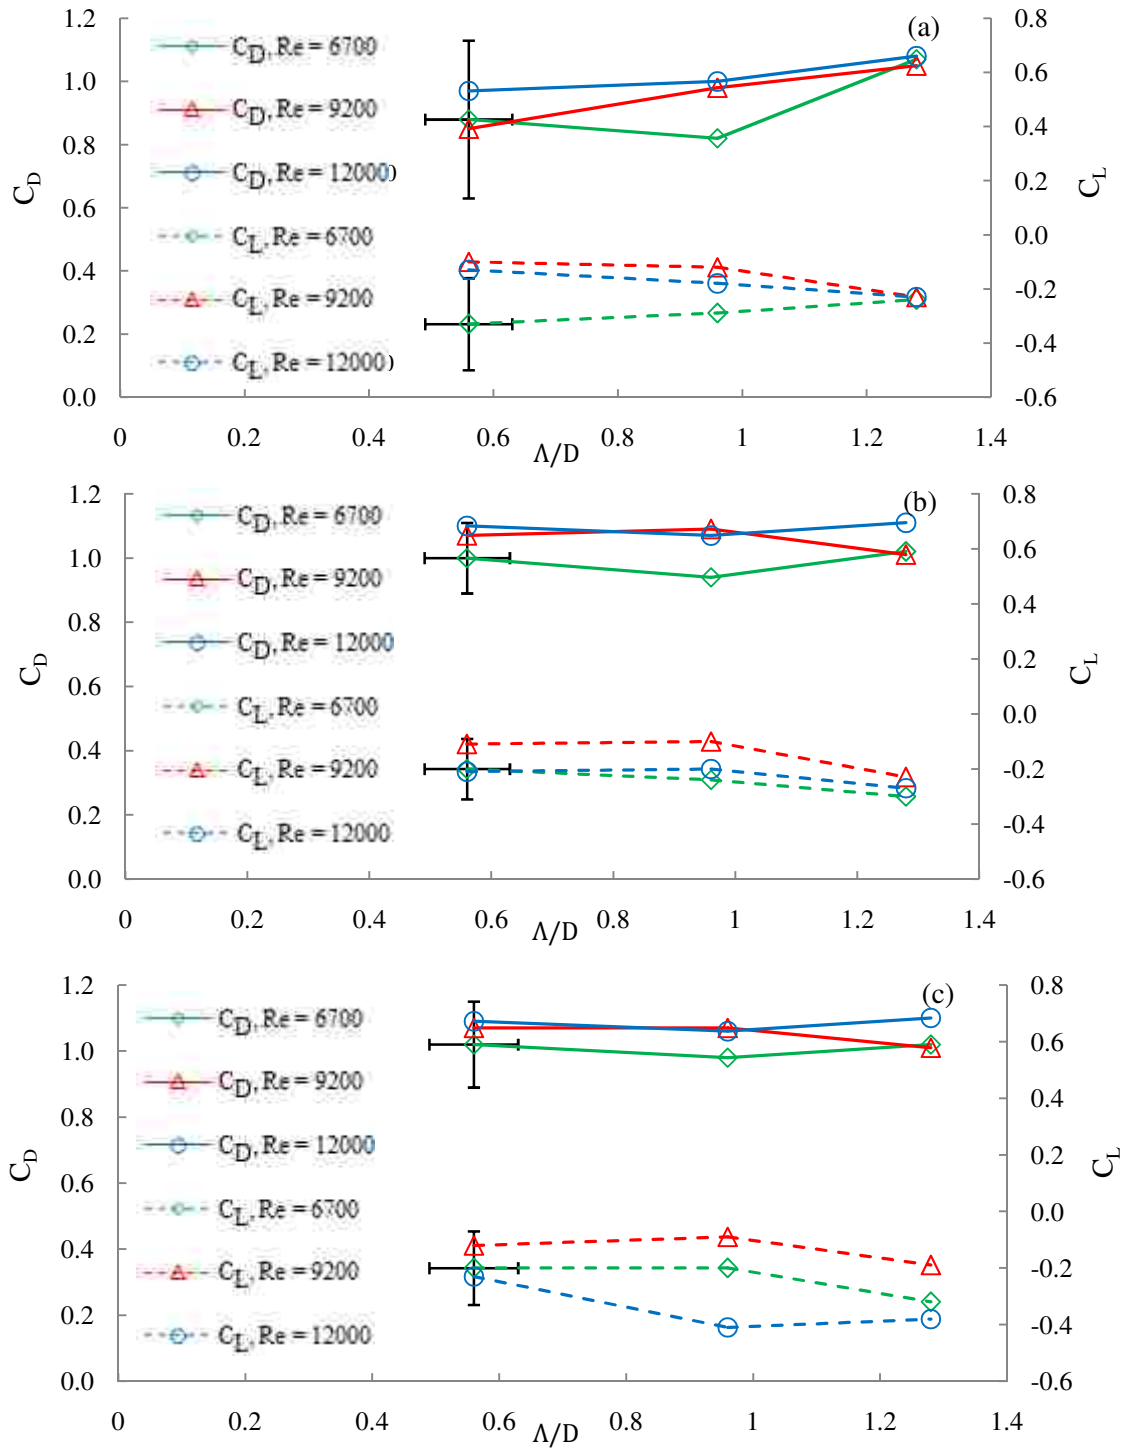 (a)
1.2
1.0
0.8
0.6
0.4
0.2
0.0
C_D
C_D, Re = 6700
C_D, Re = 9200
C_D, Re = 12000)
C_L, Re = 6700
C_L, Re = 9200
C_L, Re = 12000)
0.8
0.6
0.4
0.2
0.0
-0.2
-0.4
-0.6
C_L
0 0.2 0.4 0.6 0.8 1 1.2 1.4
Λ/D
(b)
1.2
1.0
0.8
0.6
0.4
0.2
0.0
C_D
C_D, Re = 6700
C_D, Re = 9200
C_D, Re = 12000
C_L, Re = 6700
C_L, Re = 9200
C_L, Re = 12000
0.8
0.6
0.4
0.2
0.0
-0.2
-0.4
-0.6
C_L
0 0.2 0.4 0.6 0.8 1 1.2 1.4
Λ/D
(c)
1.2
1.0
0.8
0.6
0.4
0.2
0.0
C_D
C_D, Re = 6700
C_D, Re = 9200
C_D, Re = 12000
C_L, Re = 6700
C_L, Re = 9200
C_L, Re = 12000
0.8
0.6
0.4
0.2
0.0
-0.2
-0.4
-0.6
C_L
0 0.2 0.4 0.6 0.8 1 1.2 1.4
Λ/D